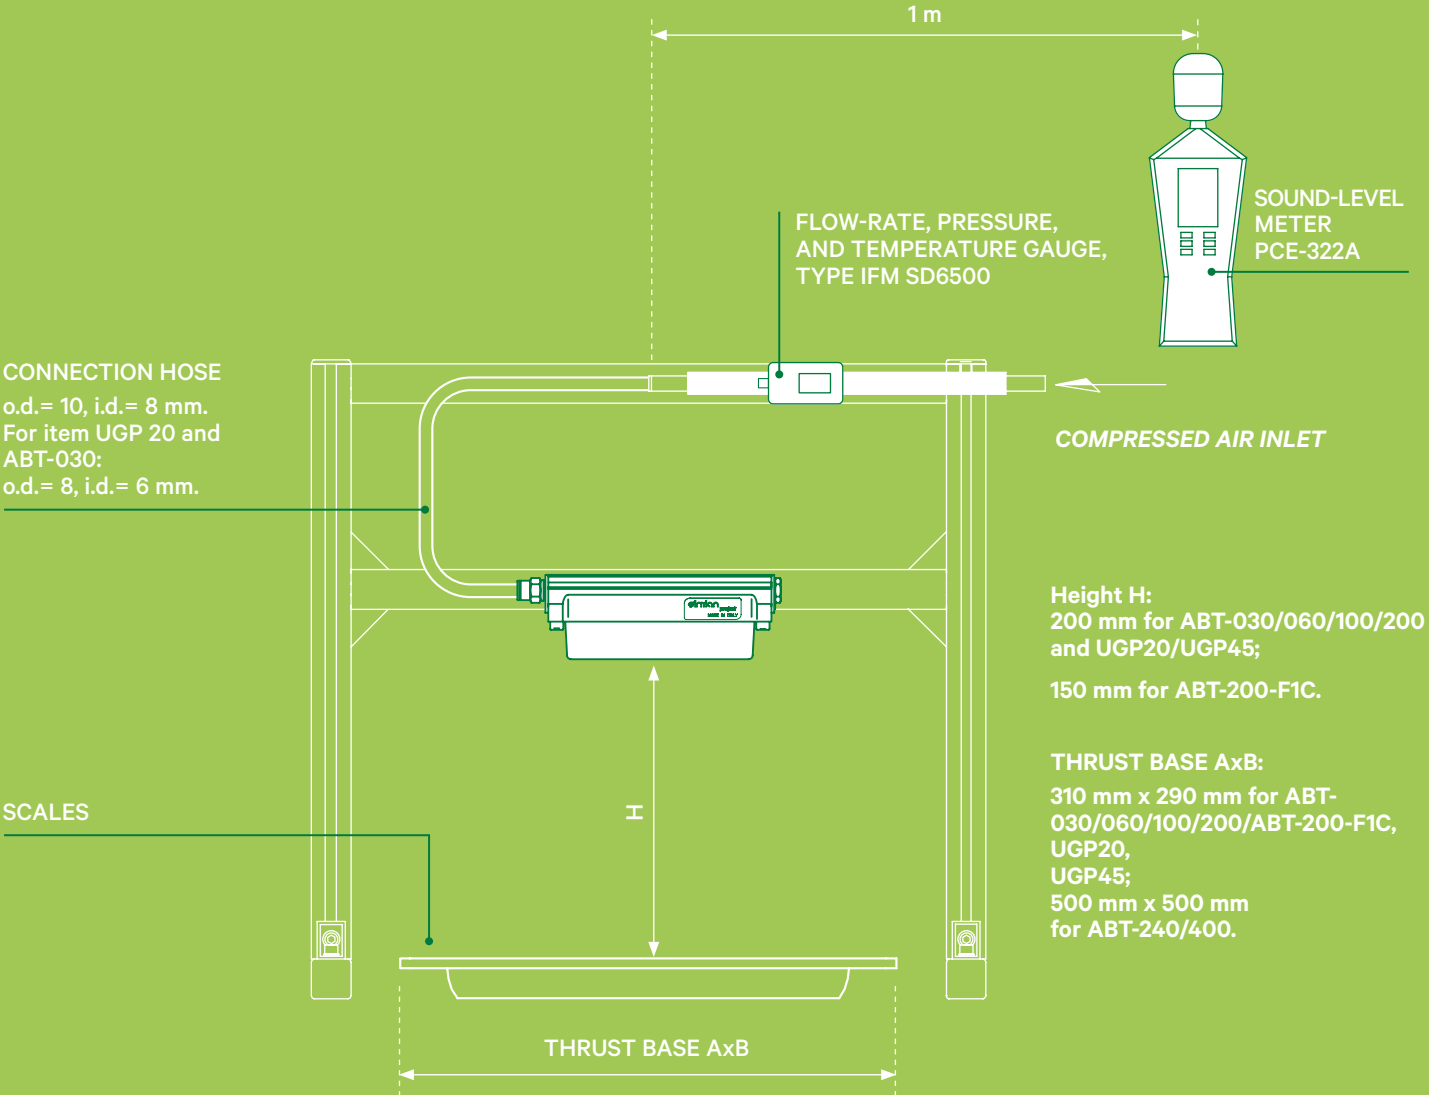 1 m
SOUND-LEVEL
METER
PCE-322A
FLOW-RATE, PRESSURE,
AND TEMPERATURE GAUGE,
TYPE IFM SD6500
CONNECTION HOSE
o.d.= 10, i.d.= 8 mm.
For item UGP 20 and
ABT-030:
o.d.= 8, i.d.= 6 mm.
COMPRESSED AIR INLET
project
MADE IN ITALY
Height H:
200 mm for ABT-030/060/100/200
and UGP20/UGP45;
150 mm for ABT-200-F1C.
THRUST BASE AxB:
310 mm x 290 mm for ABT-
030/060/100/200/ABT-200-F1C,
UGP20,
UGP45;
500 mm x 500 mm
for ABT-240/400.
H
SCALES
THRUST BASE AxB